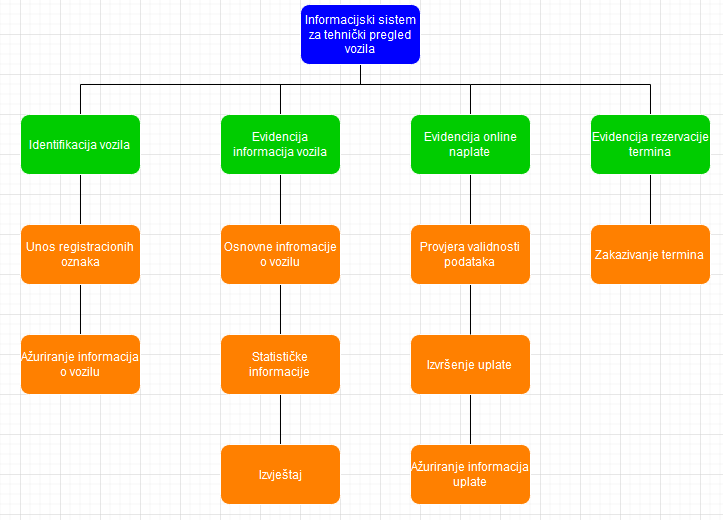 Informacijski sistem
za tehnički pregled
vozila
Identifikacija vozila
Evidencija
informacija vozila
Evidencija online
naplate
Evidencija rezervacije
termina
Unos registracionih
oznaka
Osnovne infromacije
o vozilu
Provjera validnosti
podataka
Zakazivanje termina
Ažuriranje informacija
o vozilu
Statističke
informacije
Izvršenje uplate
Izvještaj
Ažuriranje informacija
uplate